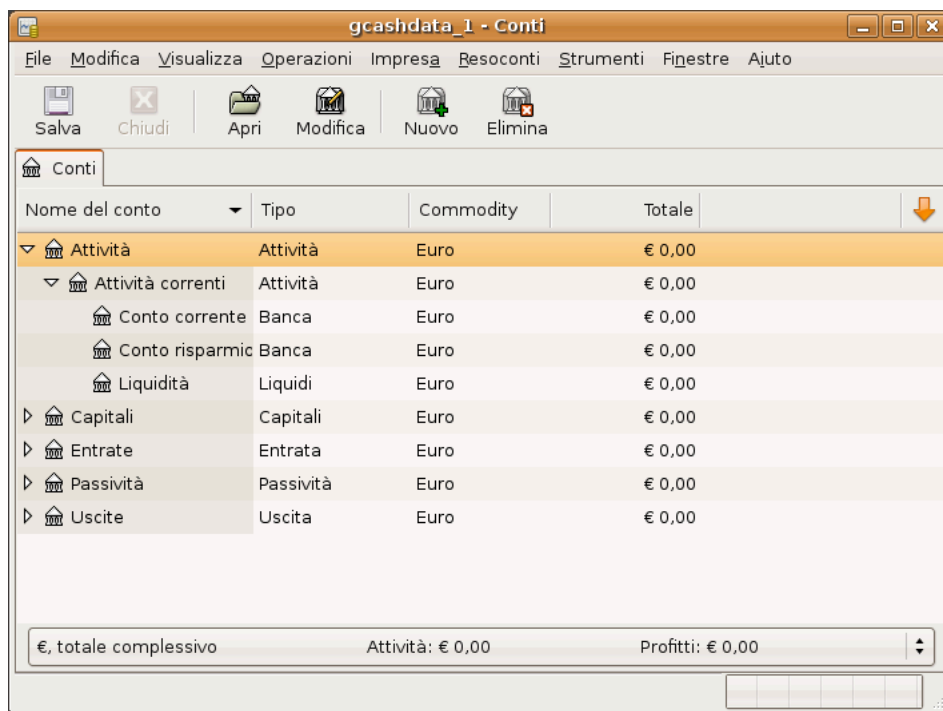 gcashdata_1 - Conti
File Modifica Visualizza Operazioni Impresa Resoconti Strumenti Finestre Aiuto
Salva Chiudi Apri Modifica Nuovo Elimina
Conti
Nome del conto Tipo Commodity Totale
Attività Attività Euro € 0,00
Attività correnti Attività Euro € 0,00
Conto corrente Banca Euro € 0,00
Conto risparmio Banca Euro € 0,00
Liquidità Liquidi Euro € 0,00
Capitali Capitali Euro € 0,00
Entrate Entrata Euro € 0,00
Passività Passività Euro € 0,00
Uscite Uscita Euro € 0,00
€, totale complessivo Attività: € 0,00 Profitti: € 0,00